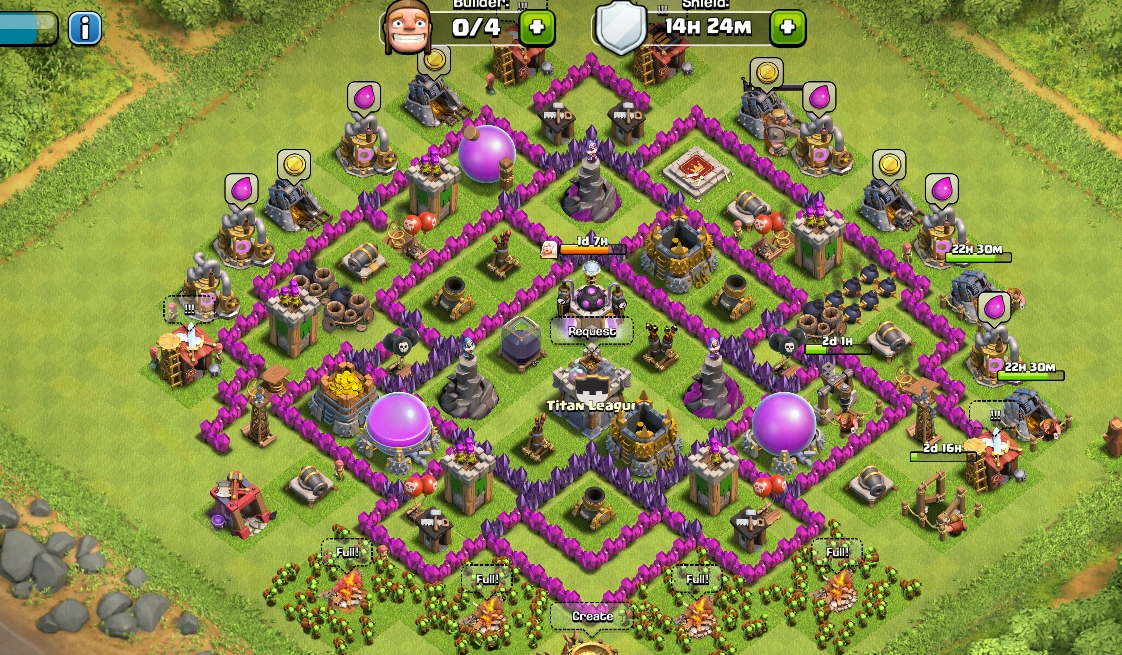 Builder:
Shield:
i
0/4
14H 24M
1d 7H
22H 30M
!!!
Request
2d 1H
22H 30M
Titan League
!!!
2d 16H
Full!
Full!
Full!
Full!
Create